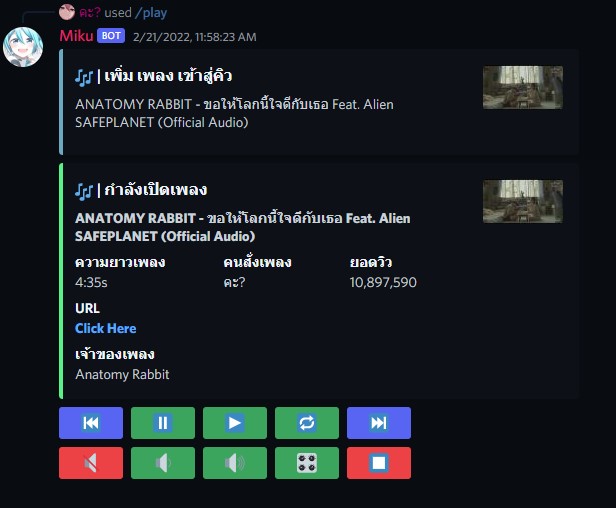 คะ? used /play
Miku BOT 2/21/2022, 11:58:23 AM
| เพิ่ม เพลง เข้าสู่คิว
ANATOMY RABBIT - ขอให้โลกนี้ใจดีกับเธอ Feat. Alien
SAFEPLANET (Official Audio)
| กำลังเปิดเพลง
ANATOMY RABBIT - ขอให้โลกนี้ใจดีกับเธอ Feat. Alien
SAFEPLANET (Official Audio)
ความยาวเพลง คนสั่งเพลง ยอดวิว
4:35s คะ? 10,897,590
URL
Click Here
เจ้าของเพลง
Anatomy Rabbit